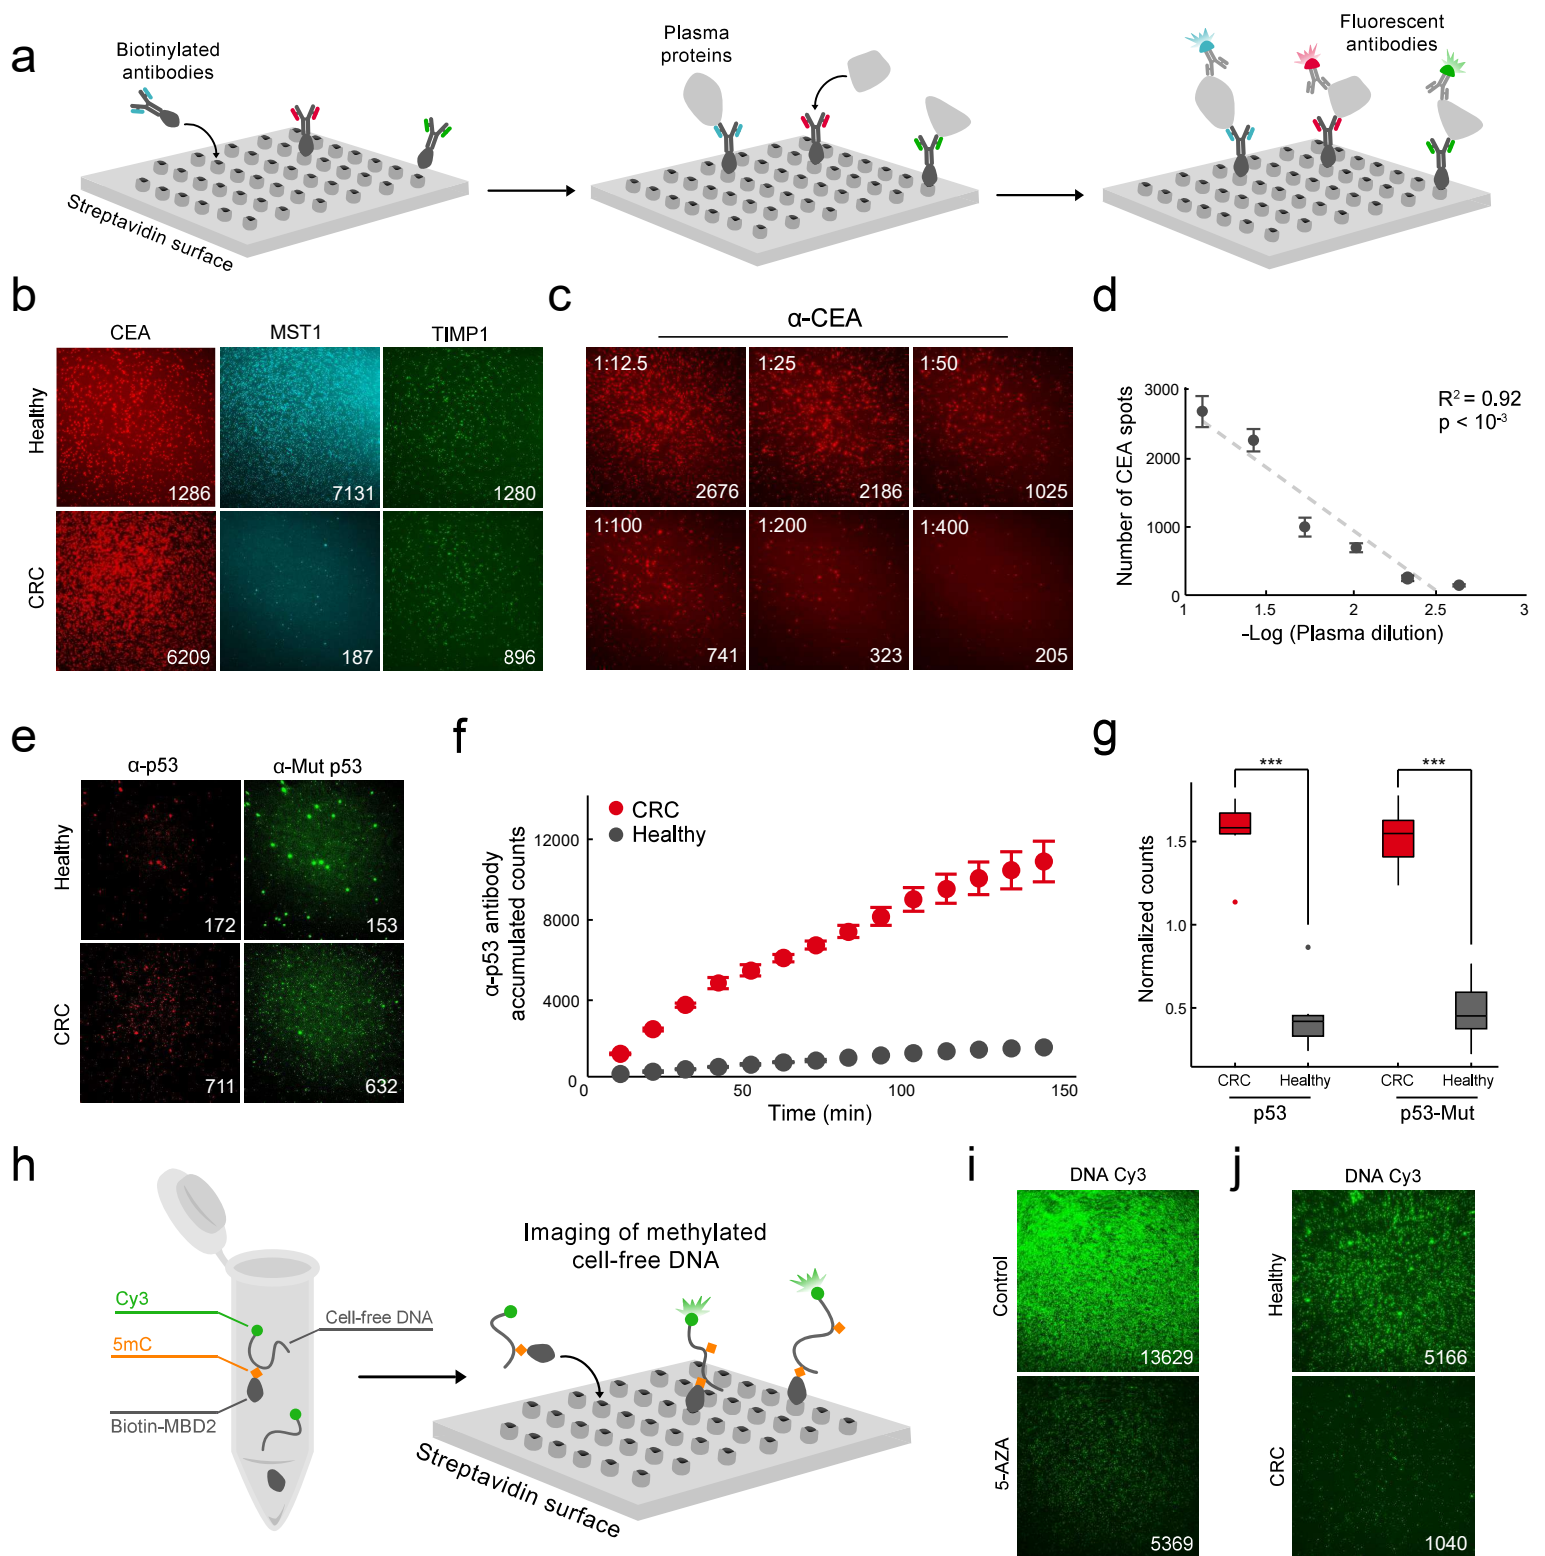 a
Biotinylated
antibodies
Streptavidin surface
Plasma
proteins
Fluorescent
antibodies
b
CEA
MST1
TIMP1
Healthy
1286
7131
1280
CRC
6209
187
896
c
α-CEA
1:12.5
1:25
1:50
2676
2186
1025
1:100
1:200
1:400
741
323
205
d
Number of CEA spots
3000
2000
1000
0
1
1.5
2
2.5
3
-Log (Plasma dilution)
R² = 0.92
p < 10⁻³
e
α-p53
α-Mut p53
Healthy
172
153
CRC
711
632
f
α-p53 antibody
accumulated counts
CRC
Healthy
12000
8000
4000
0
0
50
100
150
Time (min)
g
Normalized counts
***
***
1.5
1.0
0.5
CRC
Healthy
CRC
Healthy
p53
p53-Mut
h
Cy3
Cell-free DNA
5mC
Biotin-MBD2
Imaging of methylated
cell-free DNA
Streptavidin surface
i
DNA Cy3
Control
13629
5-AZA
5369
j
DNA Cy3
Healthy
5166
CRC
1040